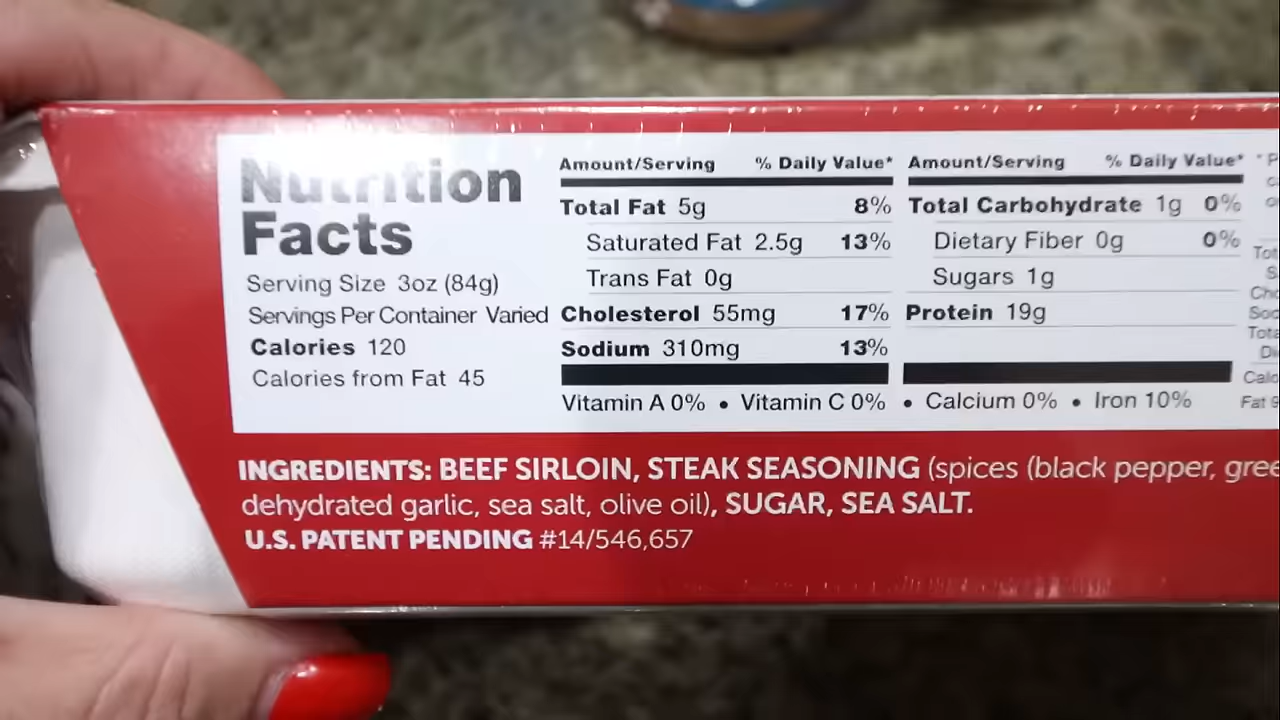 Nutrition
Facts
Serving Size 3oz (84g)
Servings Per Container Varied
Calories 120
Calories from Fat 45
Amount/Serving % Daily Value*
Total Fat 5g 8%
Saturated Fat 2.5g 13%
Trans Fat 0g
Cholesterol 55mg 17%
Sodium 310mg 13%
Amount/Serving % Daily Value*
Total Carbohydrate 1g 0%
Dietary Fiber 0g 0%
Sugars 1g
Protein 19g
Vitamin A 0% • Vitamin C 0% • Calcium 0% • Iron 10%
INGREDIENTS: BEEF SIRLOIN, STEAK SEASONING (spices (black pepper,
dehydrated garlic, sea salt, olive oil), SUGAR, SEA SALT.
U.S. PATENT PENDING #14/546,657